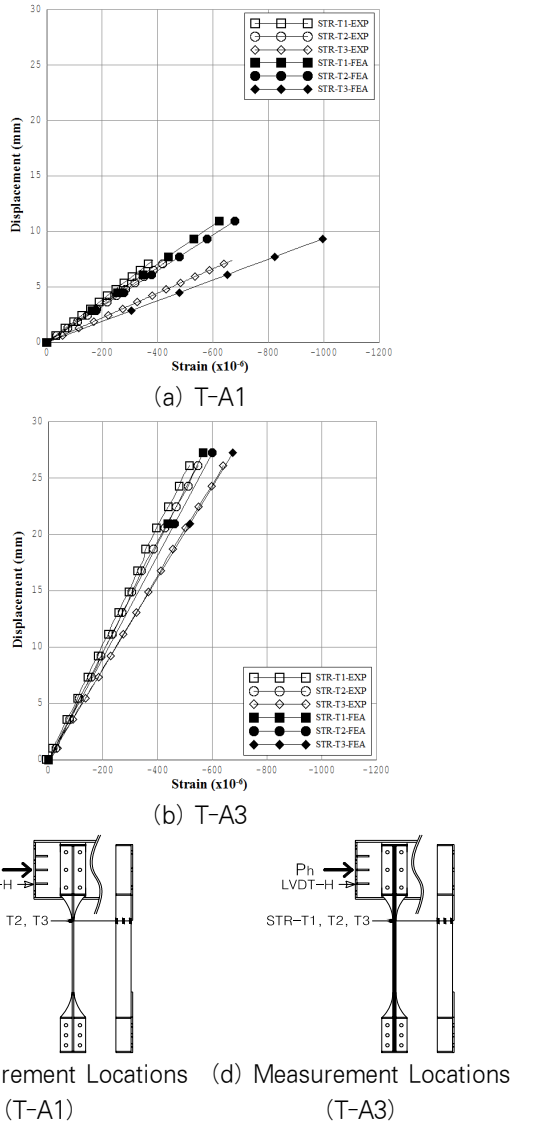 30
25
20
15
10
5
0
Displacement (mm)
STR-T1-EXP
STR-T2-EXP
STR-T3-EXP
STR-T1-FEA
STR-T2-FEA
STR-T3-FEA
0 -200 -400 -600 -800 -1000 -1200
Strain (x10⁻⁶)
(a) T-A1
30
25
20
15
10
5
0
Displacement (mm)
STR-T1-EXP
STR-T2-EXP
STR-T3-EXP
STR-T1-FEA
STR-T2-FEA
STR-T3-FEA
0 -200 -400 -600 -800 -1000 -1200
Strain (x10⁻⁶)
(b) T-A3
-H
T2, T3
Ph
LVDT-H
STR-T1, T2, T3
rement Locations
(T-A1)
(d) Measurement Locations
(T-A3)